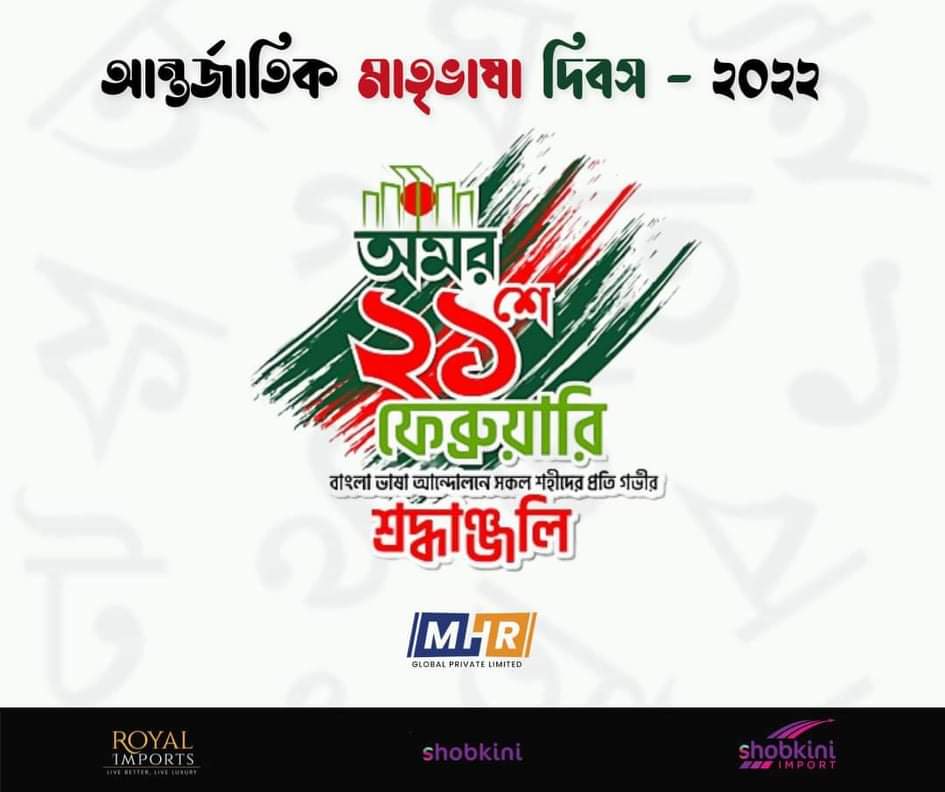 আন্তর্জাতিক মাতৃভাষা দিবস - ২০২২
অমর
২১শে
ফেব্রুয়ারি
বাংলা ভাষা আন্দোলনে সকল শহীদের প্রতি গভীর
শ্রদ্ধাঞ্জলি
MHR
GLOBAL PRIVATE LIMITED
ROYAL
IMPORTS
LIVE BETTER, LIVE LUXURY
shobkini
shobkini
IMPORT